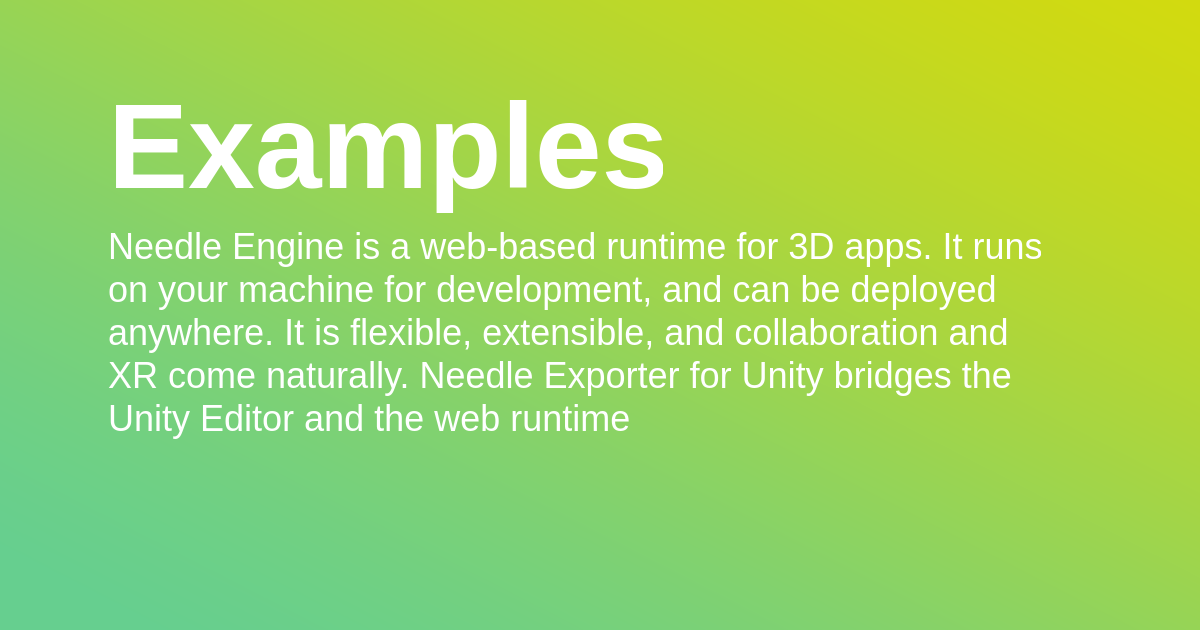 Examples
Needle Engine is a web-based runtime for 3D apps. It runs
on your machine for development, and can be deployed
anywhere. It is flexible, extensible, and collaboration and
XR come naturally. Needle Exporter for Unity bridges the
Unity Editor and the web runtime